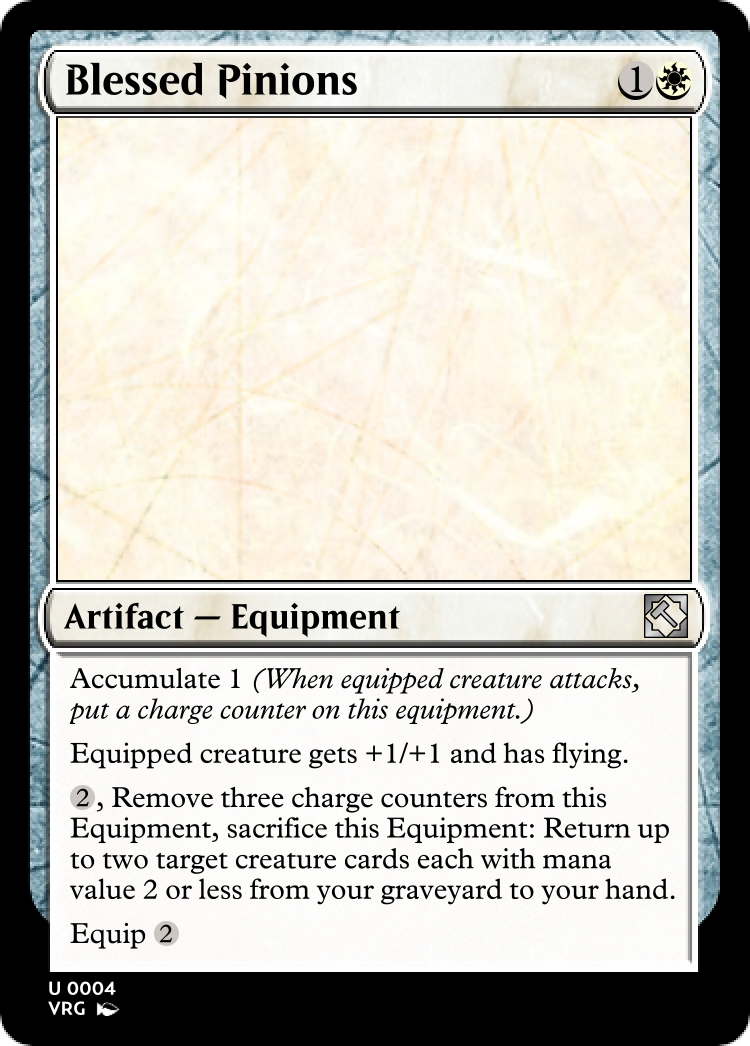 Blessed Pinions 1
Artifact — Equipment
Accumulate 1 (When equipped creature attacks,
put a charge counter on this equipment.)
Equipped creature gets +1/+1 and has flying.
2, Remove three charge counters from this
Equipment, sacrifice this Equipment: Return up
to two target creature cards each with mana
value 2 or less from your graveyard to your hand.
Equip 2
U 0004
VRG